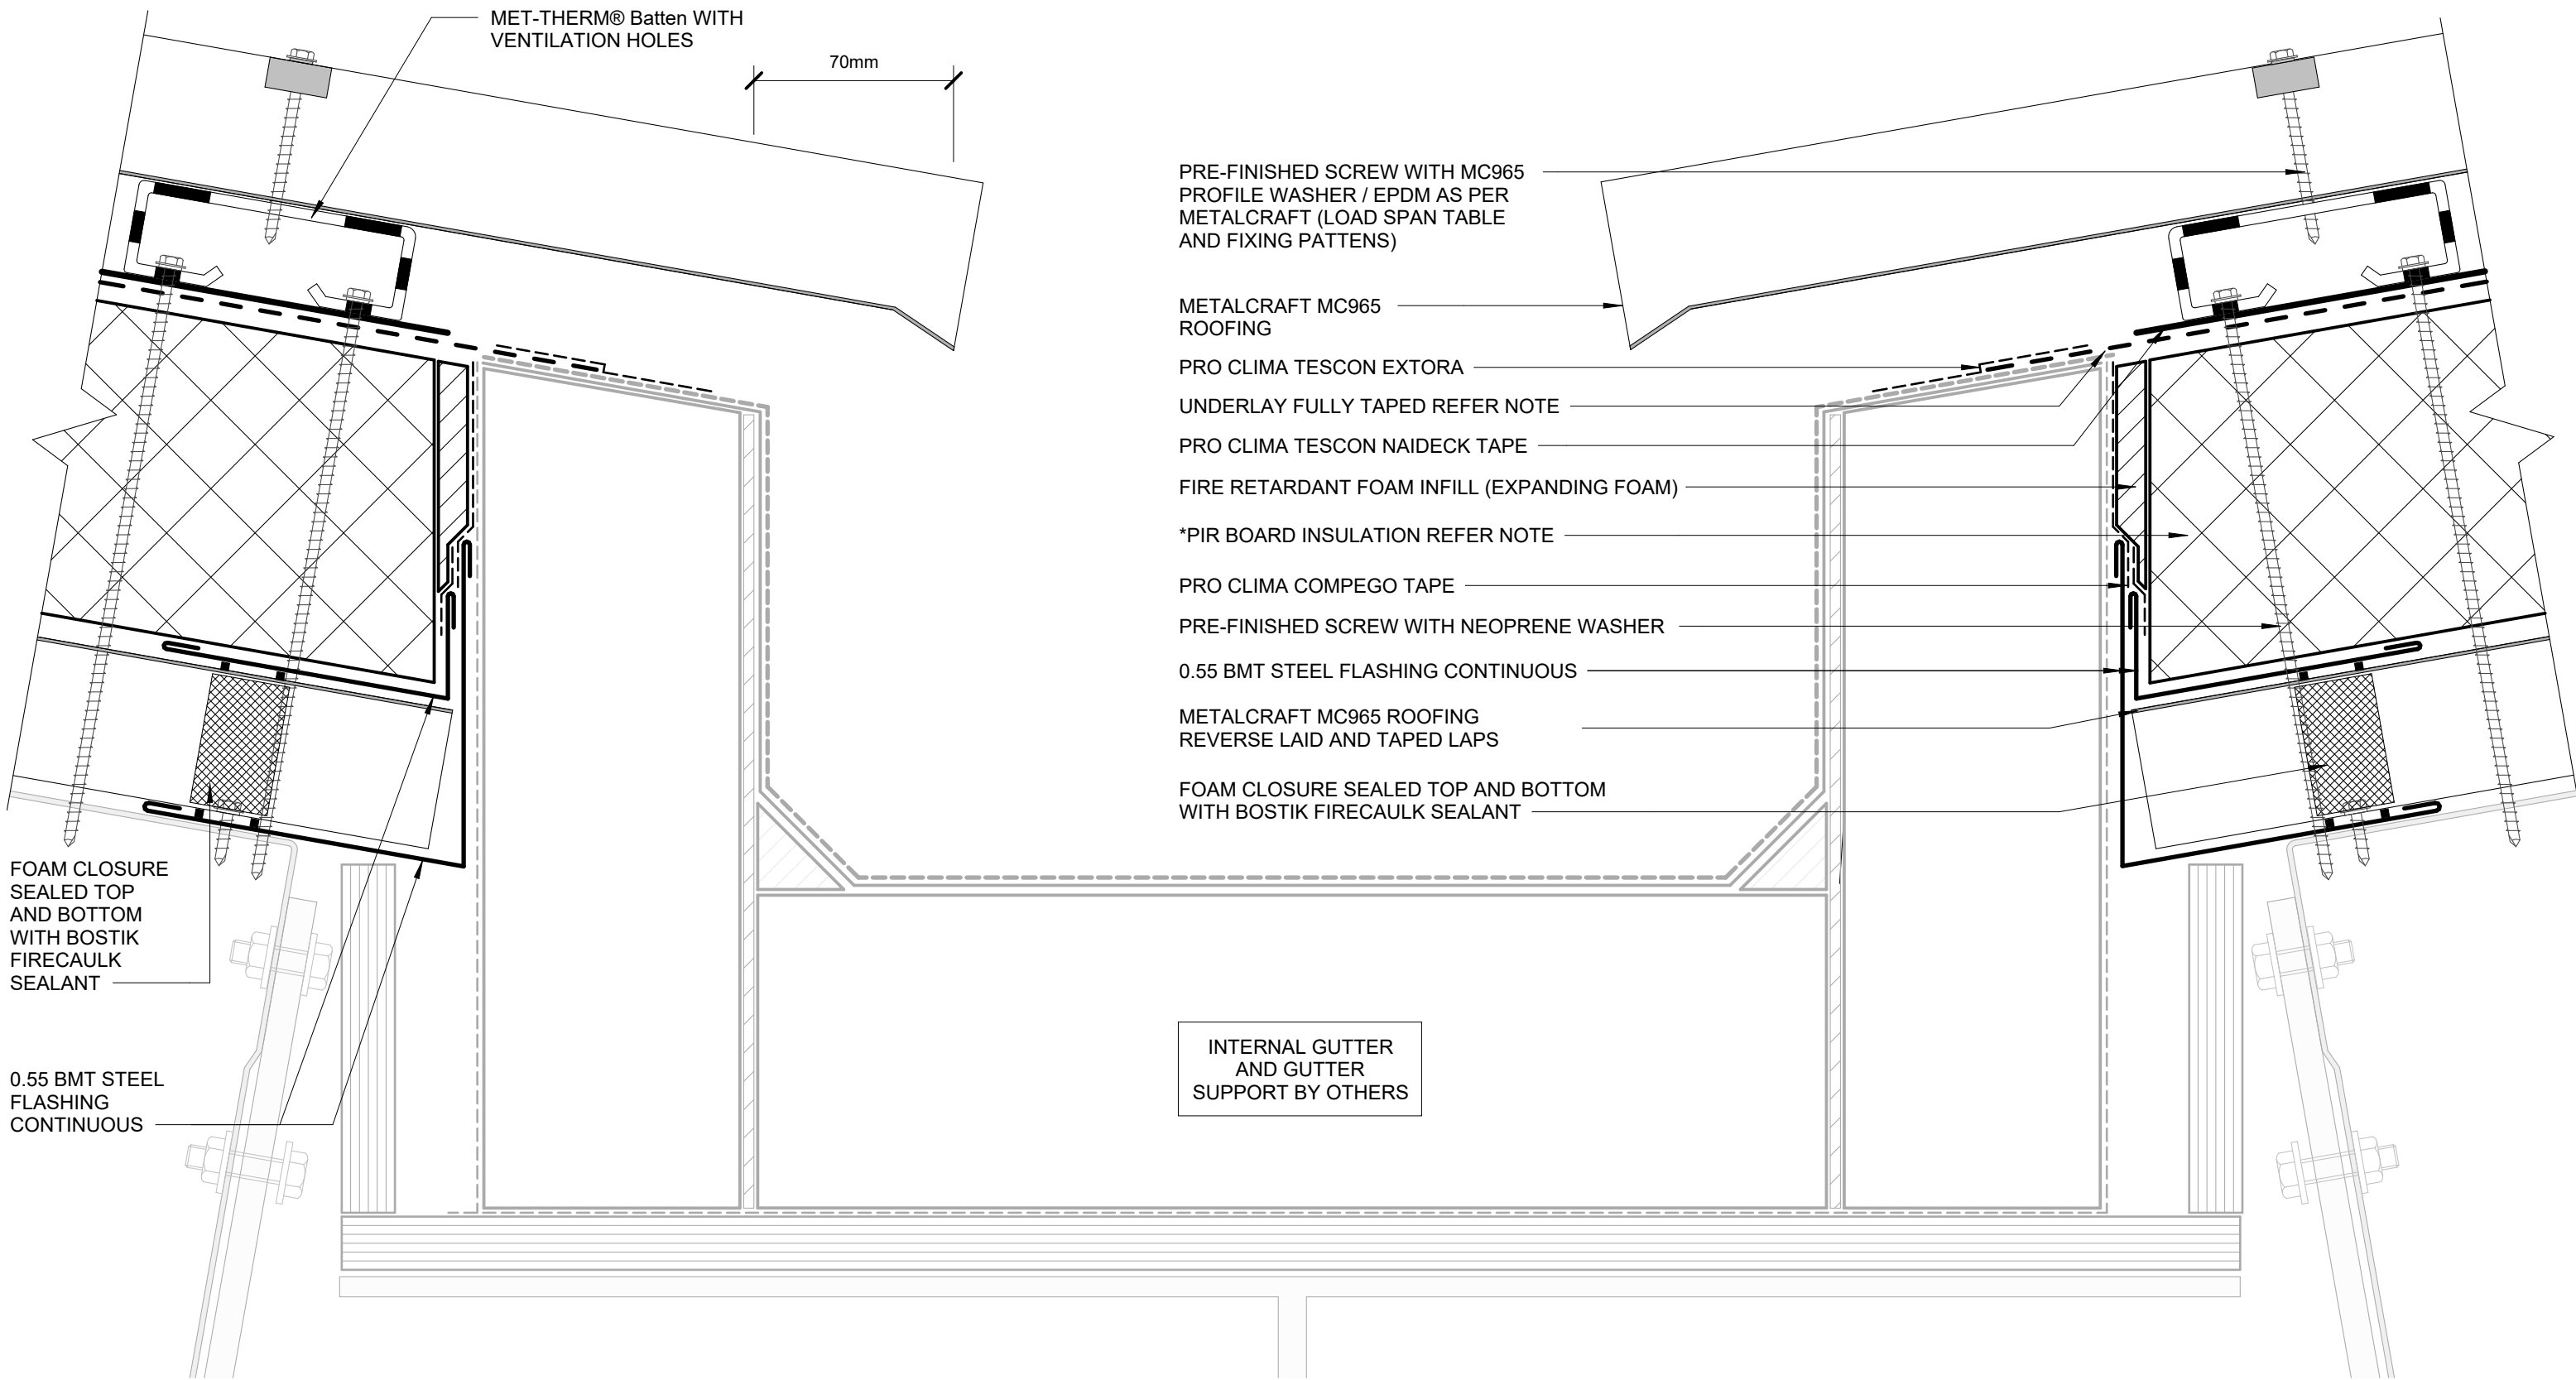 MET-THERM® Batten WITH
VENTILATION HOLES
70mm
PRE-FINISHED SCREW WITH MC965
PROFILE WASHER / EPDM AS PER
METALCRAFT (LOAD SPAN TABLE
AND FIXING PATTENS)
METALCRAFT MC965
ROOFING
PRO CLIMA TESCON EXTORA
UNDERLAY FULLY TAPED REFER NOTE
PRO CLIMA TESCON NAIDECK TAPE
FIRE RETARDANT FOAM INFILL (EXPANDING FOAM)
*PIR BOARD INSULATION REFER NOTE
PRO CLIMA COMPEGO TAPE
PRE-FINISHED SCREW WITH NEOPRENE WASHER
0.55 BMT STEEL FLASHING CONTINUOUS
METALCRAFT MC965 ROOFING
REVERSE LAID AND TAPED LAPS
FOAM CLOSURE SEALED TOP AND BOTTOM
WITH BOSTIK FIRECAULK SEALANT
FOAM CLOSURE
SEALED TOP
AND BOTTOM
WITH BOSTIK
FIRECAULK
SEALANT
0.55 BMT STEEL
FLASHING
CONTINUOUS
INTERNAL GUTTER
AND GUTTER
SUPPORT BY OTHERS